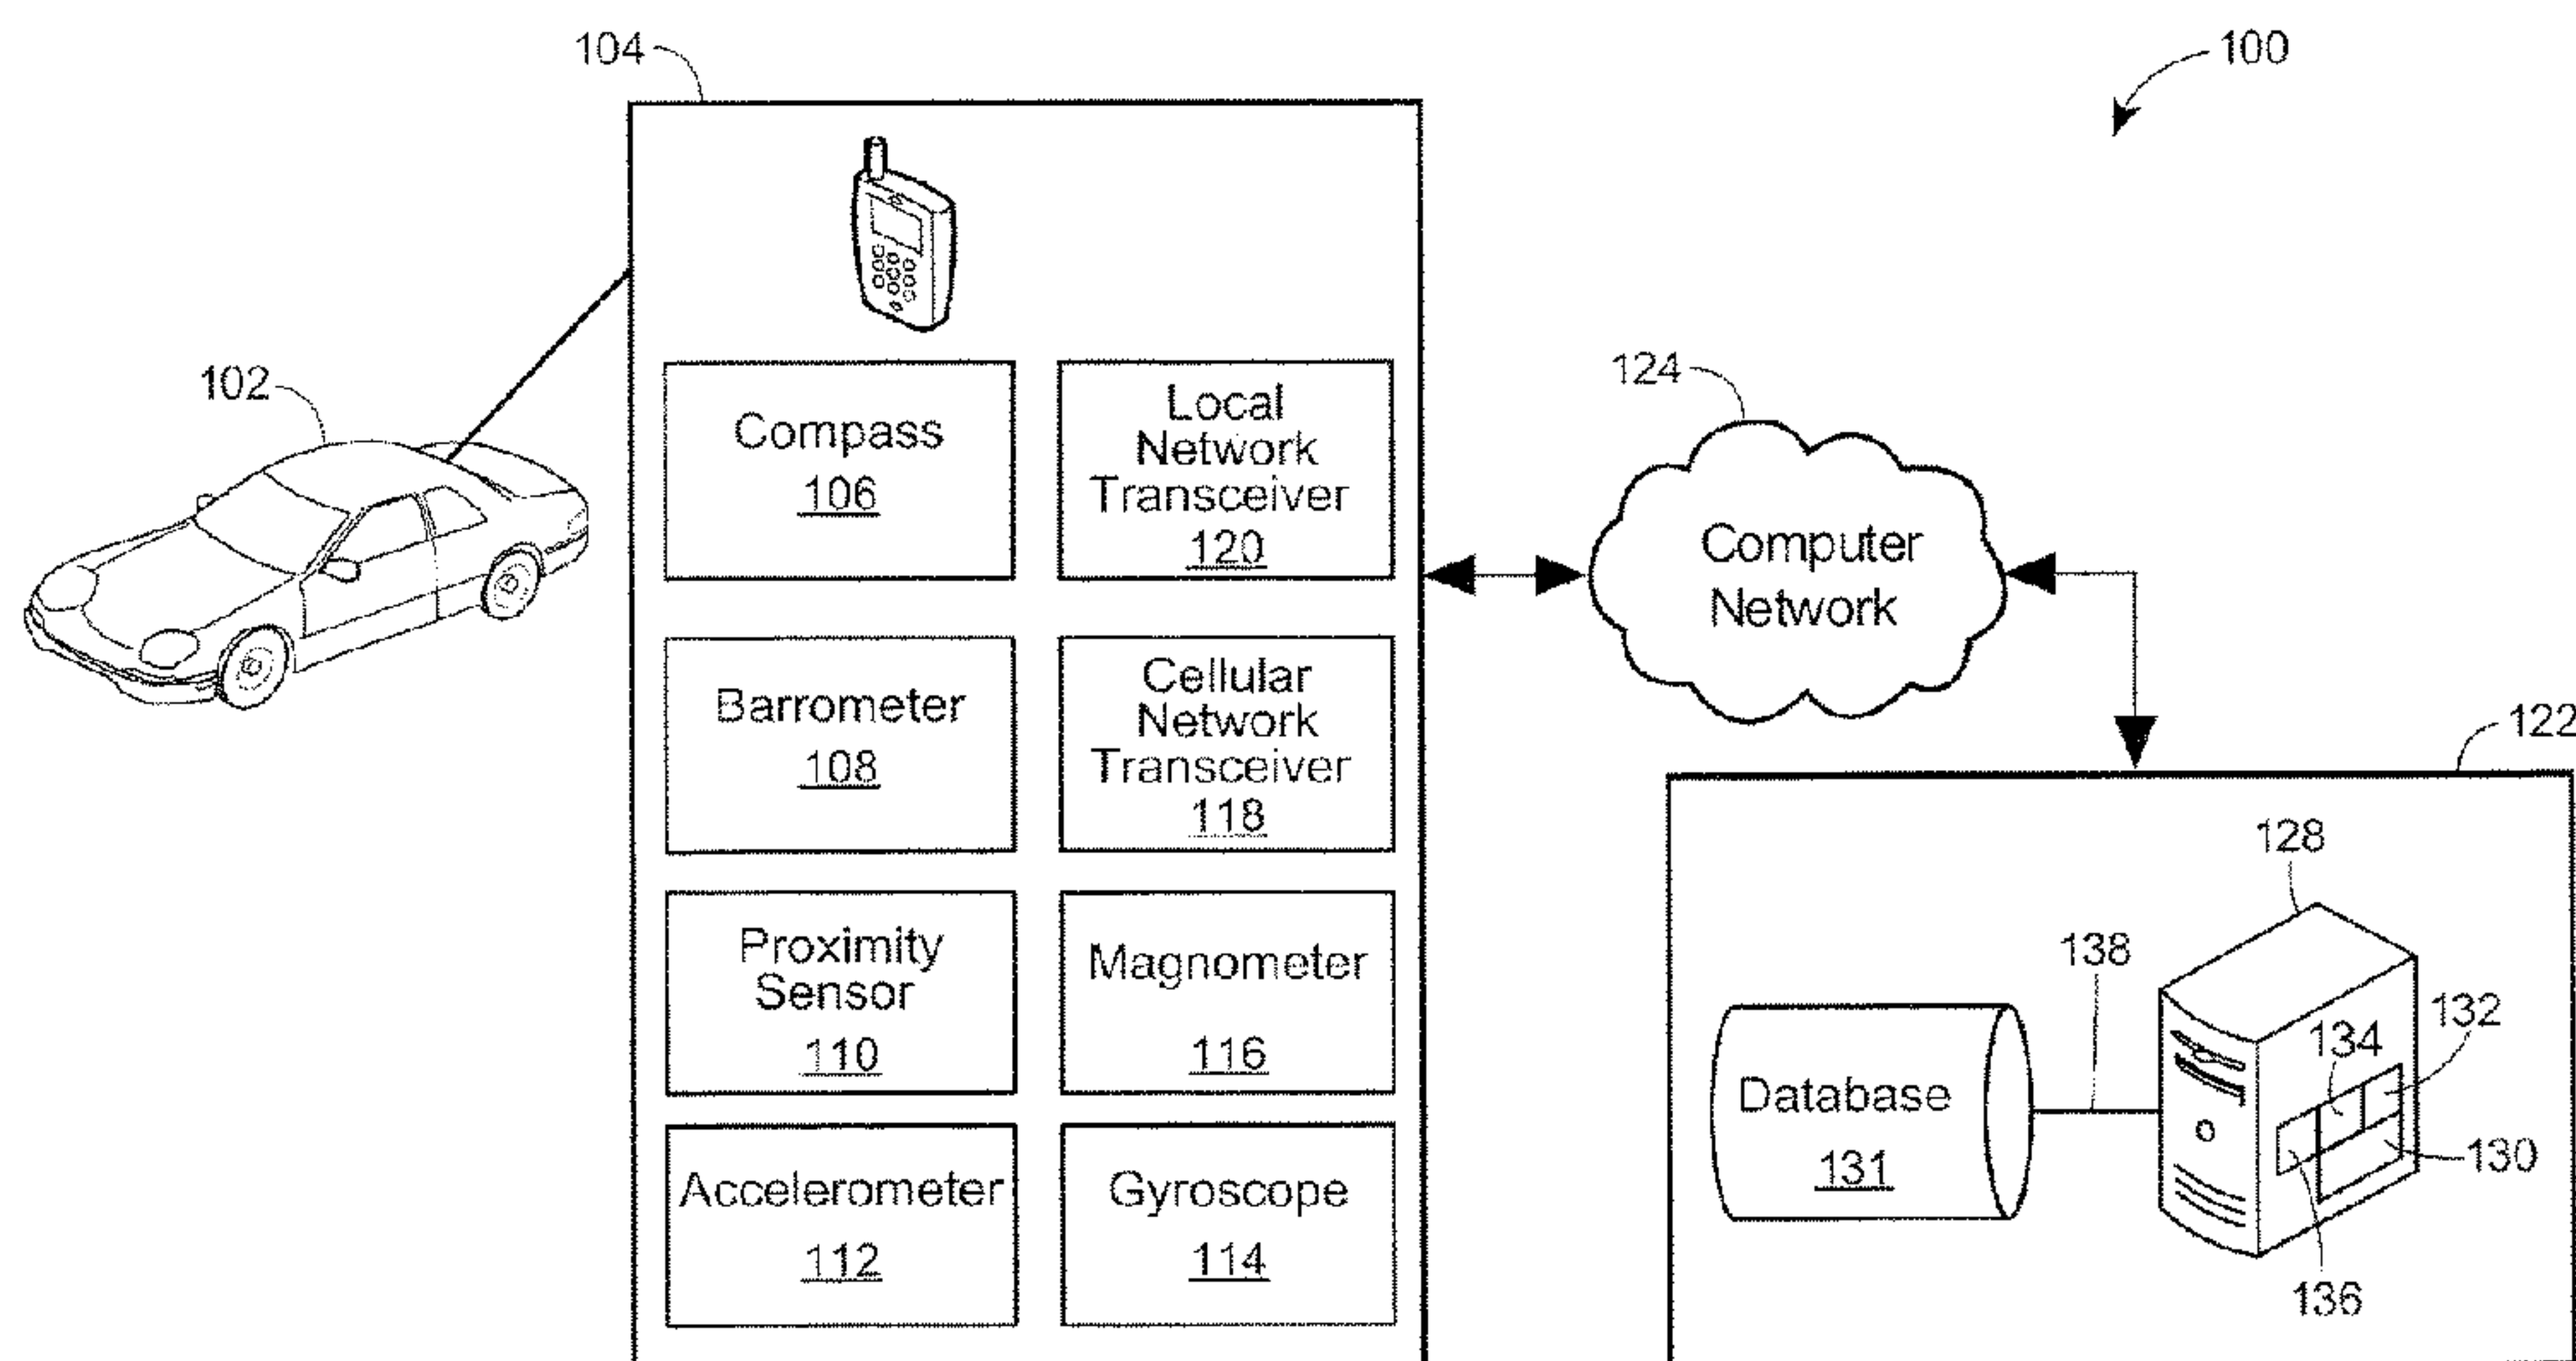 104
100
102
Compass
106
Local
Network
Transceiver
120
124
Computer
Network
Barrometer
108
Cellular
Network
Transceiver
118
122
Proximity
Sensor
110
Magnometer
116
128
138
132
134
Database
131
130
136
Accelerometer
112
Gyroscope
114